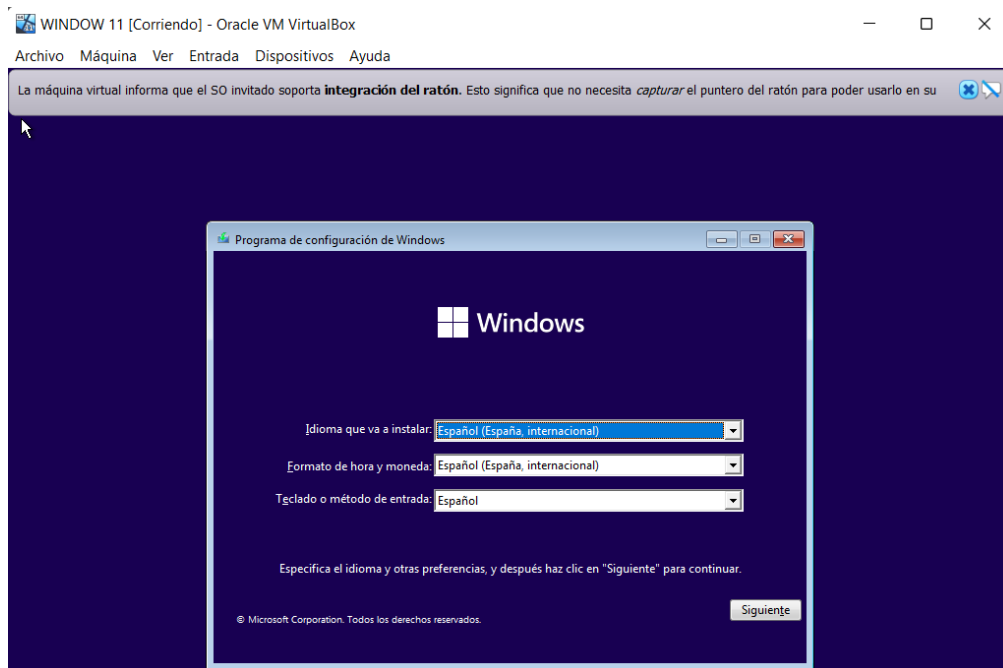 WINDOW 11 [Corriendo] - Oracle VM VirtualBox
Archivo Máquina Ver Entrada Dispositivos Ayuda
La máquina virtual informa que el SO invitado soporta integración del ratón. Esto significa que no necesita capturar el puntero del ratón para poder usarlo en su
Programa de configuración de Windows
Windows
Idioma que va a instalar: Español (España, internacional)
Formato de hora y moneda: Español (España, internacional)
Teclado o método de entrada: Español
Especifica el idioma y otras preferencias, y después haz clic en "Siguiente" para continuar.
Siguiente
© Microsoft Corporation. Todos los derechos reservados.